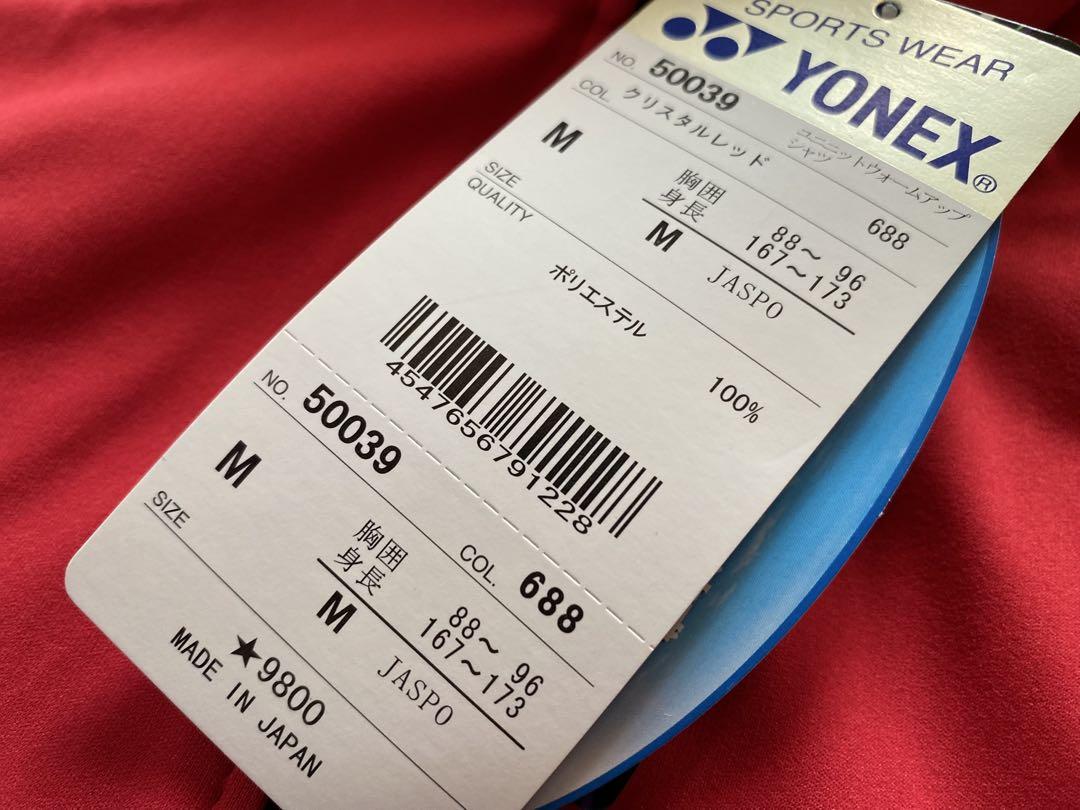 SPORTS WEAR
YONEX®
NO. 50039 ユニニットウォームアップ
シャツ
COL. クリスタルレッド 688
M 胸囲 88〜 96
身長 167〜173
SIZE M JASPO
QUALITY
ポリエステル 100%
4547656791228
NO. 50039 COL. 688
M 胸囲 88〜 96
身長 167〜173
SIZE M JASPO
★9800
MADE IN JAPAN